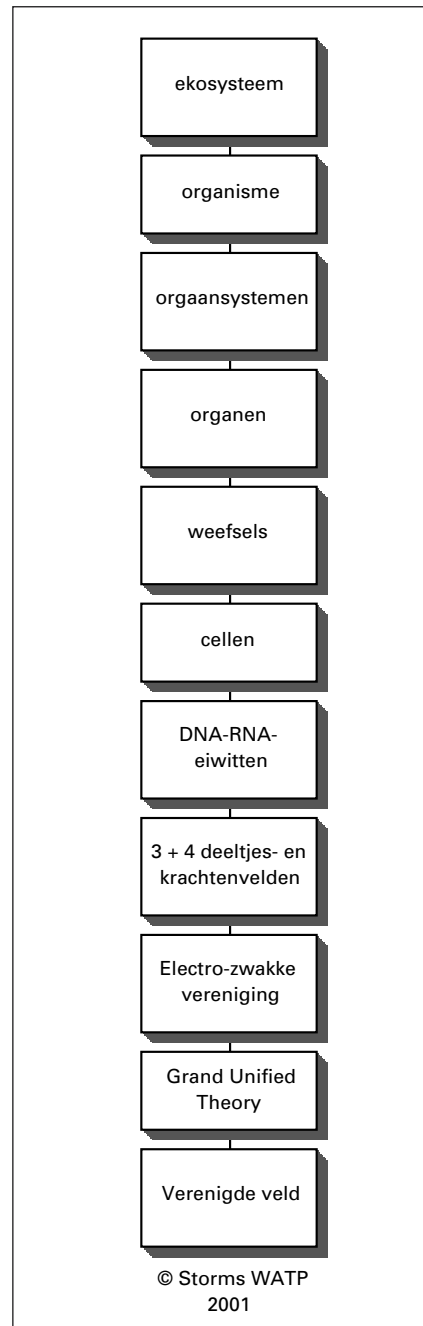 ekosysteem
organisme
orgaansystemen
organen
weefsels
cellen
DNA-RNA-
eiwitten
3 + 4 deeltjes- en
krachtenvelden
Electro-zwakke
vereniging
Grand Unified
Theory
Verenigde veld
© Storms WATP
2001